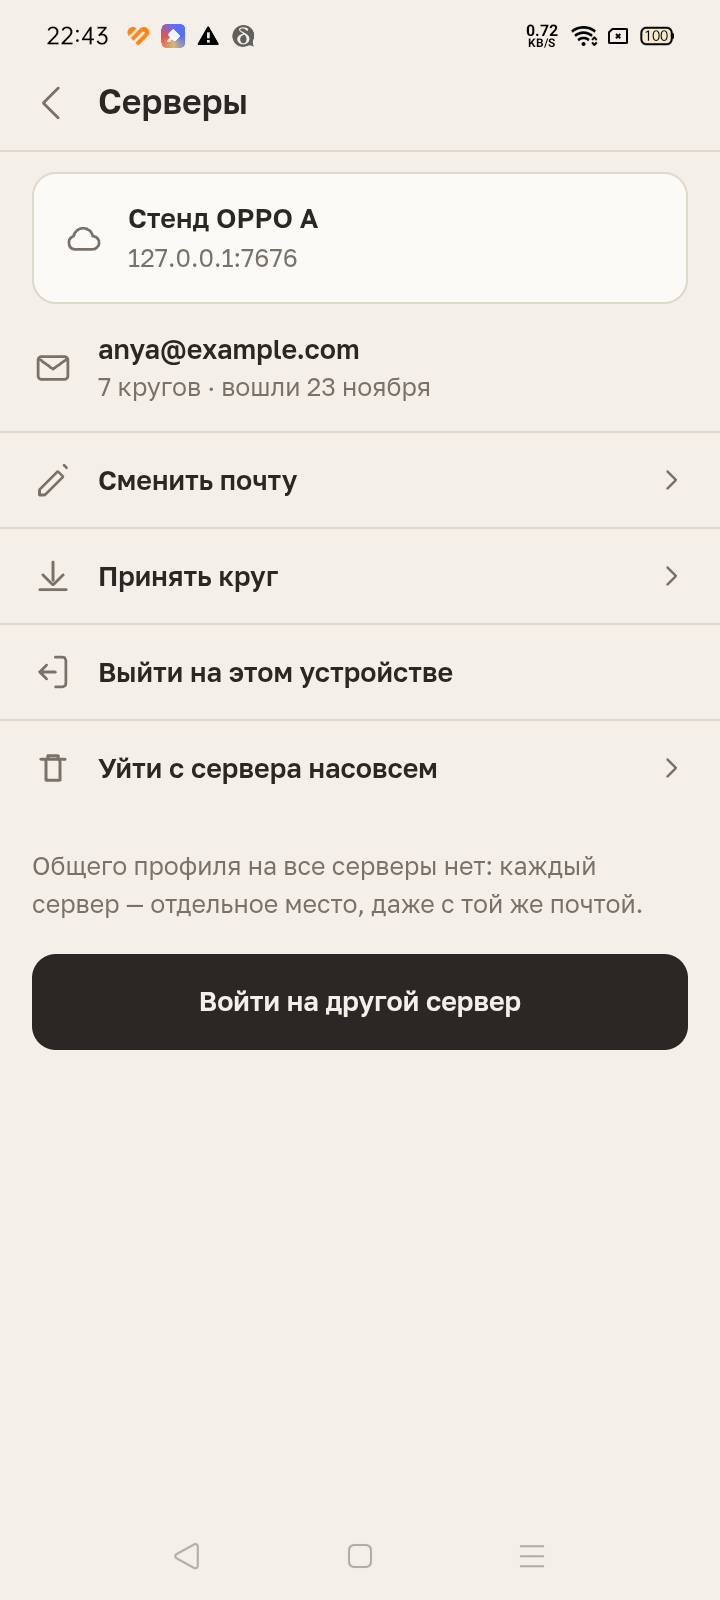 22:43
0.72
KB/S
100
Серверы
Стенд OPPO A
127.0.0.1:7676
anya@example.com
7 кругов · вошли 23 ноября
Сменить почту
Принять круг
Выйти на этом устройстве
Уйти с сервера насовсем
Общего профиля на все серверы нет: каждый
сервер — отдельное место, даже с той же почтой.
Войти на другой сервер